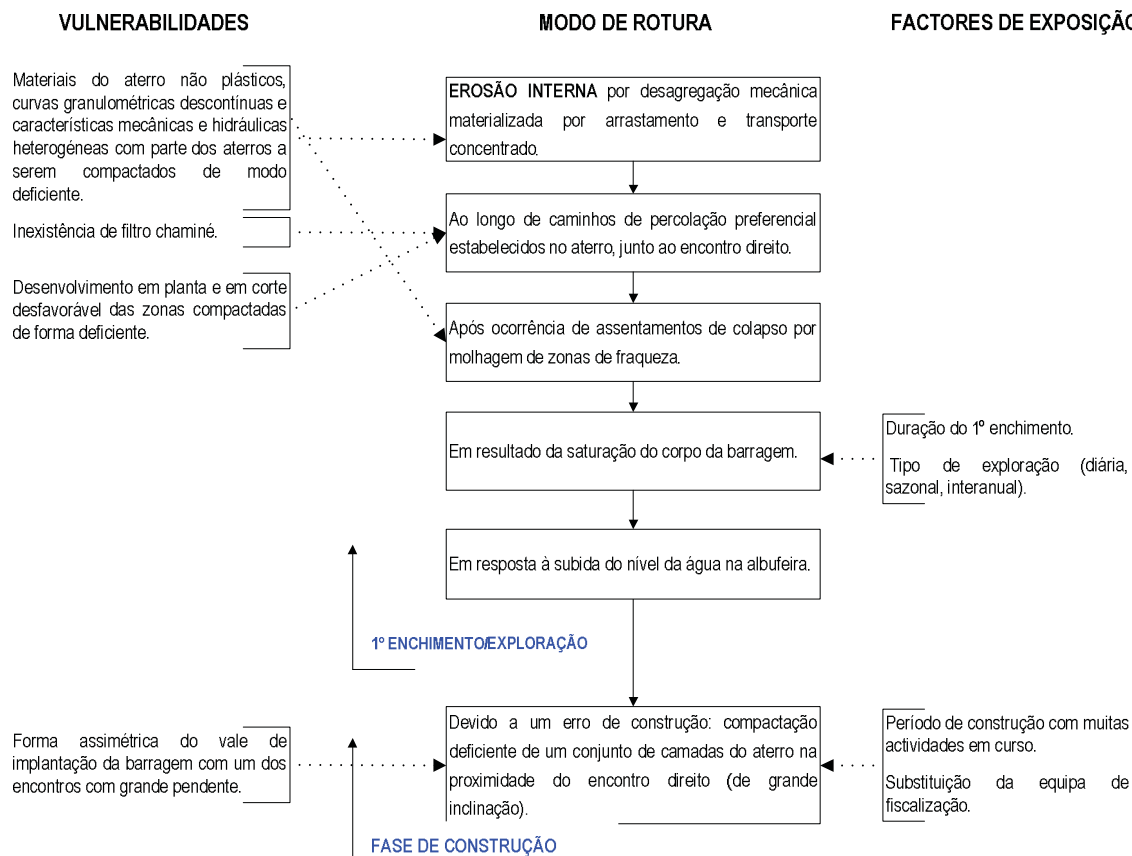 VULNERABILIDADES
MODO DE ROTURA
FACTORES DE EXPOSIÇÃO
Materiais do aterro não plásticos,
curvas granulométricas descontínuas e
características mecânicas e hidráulicas
heterogéneas com parte dos aterros a
serem compactados de modo
deficiente.
Inexistência de filtro chaminé.
Desenvolvimento em planta e em corte
desfavorável das zonas compactadas
de forma deficiente.
EROSÃO INTERNA por desagregação mecânica
materializada por arrastamento e transporte
concentrado.
Ao longo de caminhos de percolação preferencial
estabelecidos no aterro, junto ao encontro direito.
Após ocorrência de assentamentos de colapso por
molhagem de zonas de fraqueza.
Em resultado da saturação do corpo da barragem.
Duração do 1º enchimento.
Tipo de exploração (diária,
sazonal, interanual).
Em resposta à subida do nível da água na albufeira.
1º ENCHIMENTO/EXPLORAÇÃO
Forma assimétrica do vale de
implantação da barragem com um dos
encontros com grande pendente.
Devido a um erro de construção: compactação
deficiente de um conjunto de camadas do aterro na
proximidade do encontro direito (de grande
inclinação).
Período de construção com muitas
actividades em curso.
Substituição da equipa de
fiscalização.
FASE DE CONSTRUÇÃO